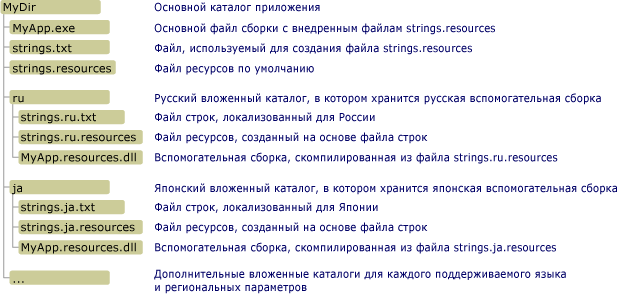 MyDir Основной каталог приложения
MyApp.exe Основной файл сборки с внедренным файлам strings.resources
strings.txt Файл, используемый для создания файла strings.resources
strings.resources Файл ресурсов по умолчанию
ru Русский вложенный каталог, в котором хранится русская вспомогательная сборка
strings.ru.txt Файл строк, локализованный для России
strings.ru.resources Файл ресурсов, созданный на основе файла строк
MyApp.resources.dll Вспомогательная сборка, скомпилированная из файла strings.ru.resources
ja Японский вложенный каталог, в котором хранится японская вспомогательная сборка
strings.ja.txt Файл строк, локализованный для Японии
strings.ja.resources Файл ресурсов, созданный на основе файла строк
MyApp.resources.dll Вспомогательная сборка, скомпилированная из файла strings.ja.resources
... Дополнительные вложенные каталоги для каждого поддерживаемого языка
и региональных параметров